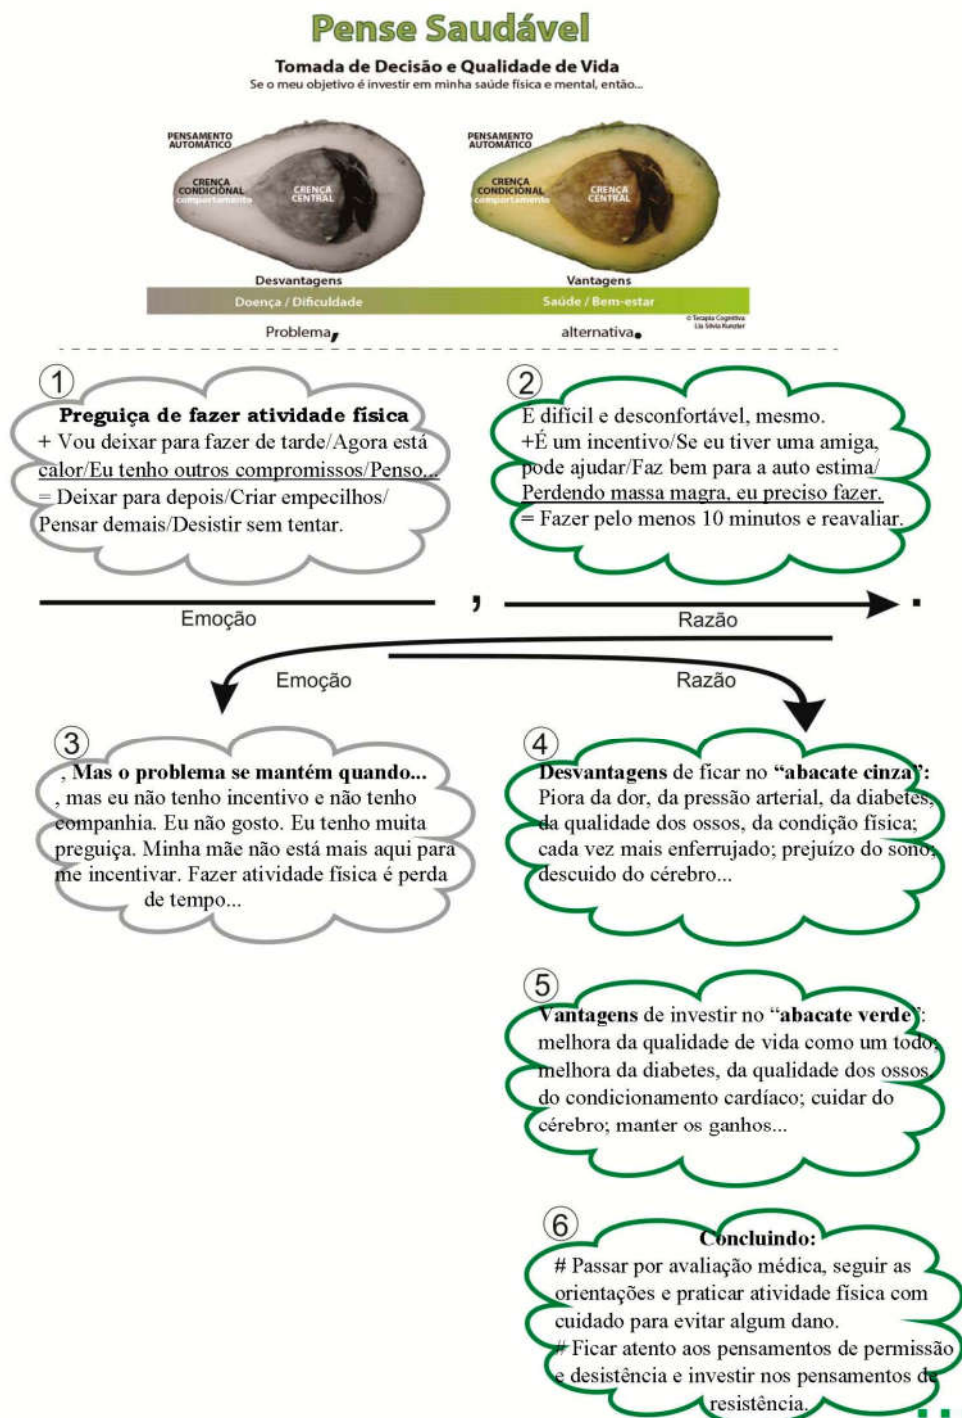 Pense Saudável
Tomada de Decisão e Qualidade de Vida
Se o meu objetivo é investir em minha saúde física e mental, então...
PENSAMENTO
AUTOMÁTICO
CRENÇA
CONDICIONAL
comportamento
CRENÇA
CENTRAL
PENSAMENTO
AUTOMÁTICO
CRENÇA
CONDICIONAL
comportamento
CRENÇA
CENTRAL
Desvantagens
Vantagens
Doença / Dificuldade
Saúde / Bem-estar
© Terapia Cognitiva
Lia Silvia Kunzler
Problema,
alternativa.
1
Preguiça de fazer atividade física
+ Vou deixar para fazer de tarde/Agora está
calor/Eu tenho outros compromissos/Penso...
= Deixar para depois/Criar empecilhos/
Pensar demais/Desistir sem tentar.
2
É difícil e desconfortável, mesmo.
+É um incentivo/Se eu tiver uma amiga,
pode ajudar/Faz bem para a auto estima/
Perdendo massa magra, eu preciso fazer.
= Fazer pelo menos 10 minutos e reavaliar.
Emoção
,
Razão
.
Emoção
Razão
3
, Mas o problema se mantém quando...
, mas eu não tenho incentivo e não tenho
companhia. Eu não gosto. Eu tenho muita
preguiça. Minha mãe não está mais aqui para
me incentivar. Fazer atividade física é perda
de tempo...
4
Desvantagens de ficar no “abacate cinza”:
Piora da dor, da pressão arterial, da diabetes,
da qualidade dos ossos, da condição física;
cada vez mais enferrujado; prejuízo do sono;
descuido do cérebro...
5
Vantagens de investir no “abacate verde”:
melhora da qualidade de vida como um todo;
melhora da diabetes, da qualidade dos ossos,
do condicionamento cardíaco; cuidar do
cérebro; manter os ganhos...
6
Concluindo:
# Passar por avaliação médica, seguir as
orientações e praticar atividade física com
cuidado para evitar algum dano.
# Ficar atento aos pensamentos de permissão
e desistência e investir nos pensamentos de
resistência.